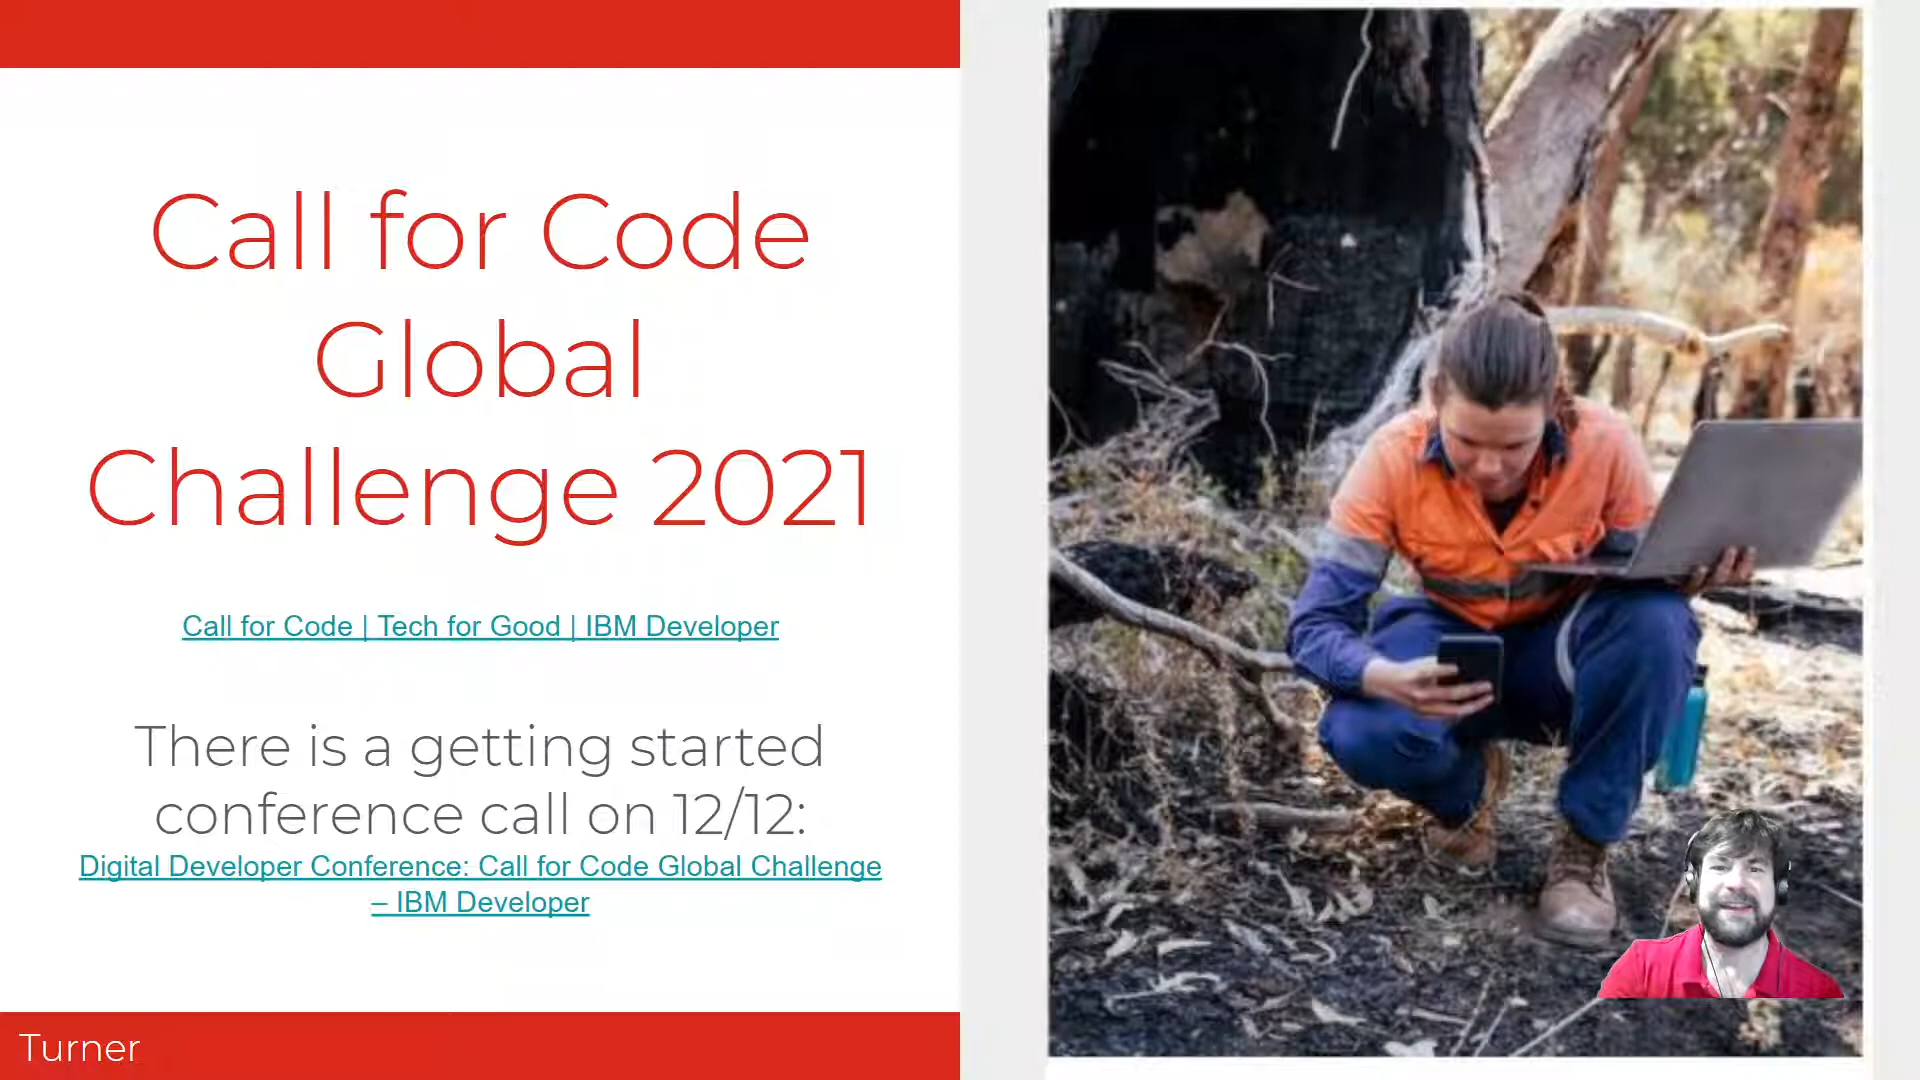 Call for Code
Global
Challenge 2021
Call for Code | Tech for Good | IBM Developer
There is a getting started
conference call on 12/12:
Digital Developer Conference: Call for Code Global Challenge
– IBM Developer
Turner